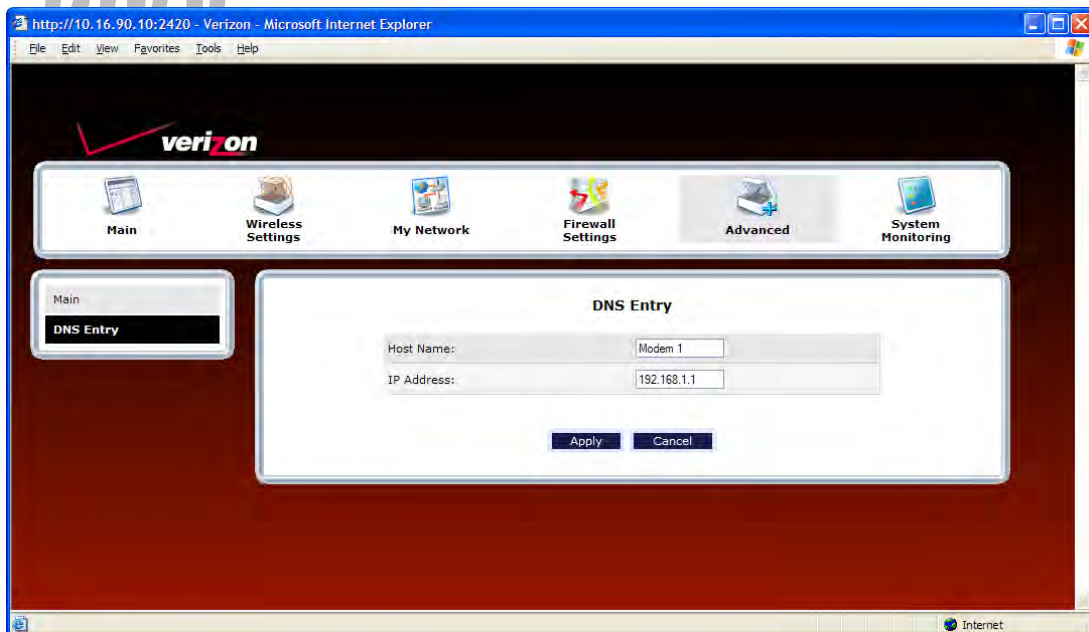 http://10.16.90.10:2420 - Verizon - Microsoft Internet Explorer
File Edit View Favorites Tools Help
verizon
Main
Wireless Settings
My Network
Firewall Settings
Advanced
System Monitoring
Main
DNS Entry
DNS Entry
Host Name: Modem 1
IP Address: 192.168.1.1
Apply Cancel
Internet